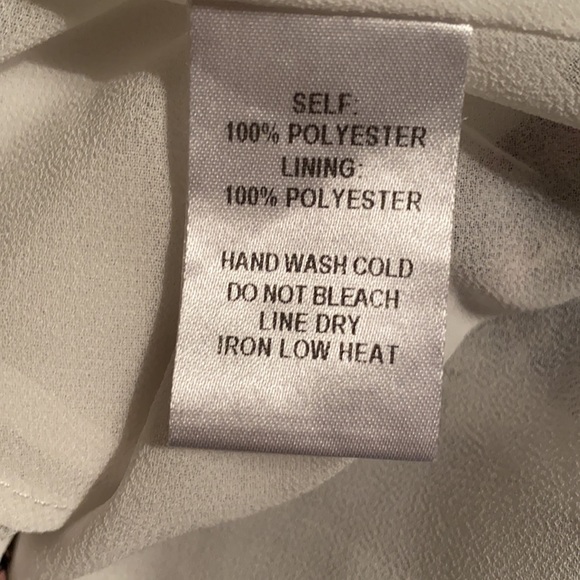 SELF:
100% POLYESTER
LINING:
100% POLYESTER
HAND WASH COLD
DO NOT BLEACH
LINE DRY
IRON LOW HEAT